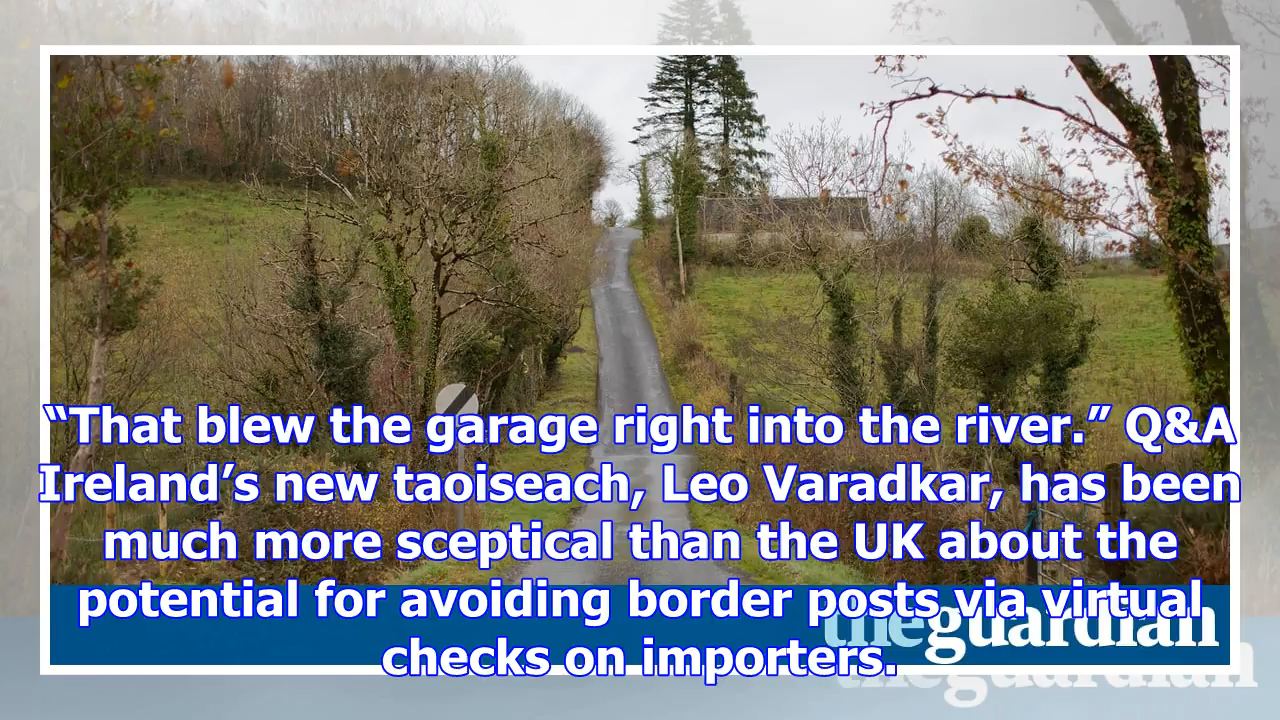 “That blew the garage right into the river.” Q&A
Ireland’s new taoiseach, Leo Varadkar, has been
much more sceptical than the UK about the
potential for avoiding border posts via virtual
checks on importers.
theguardian
theguardian